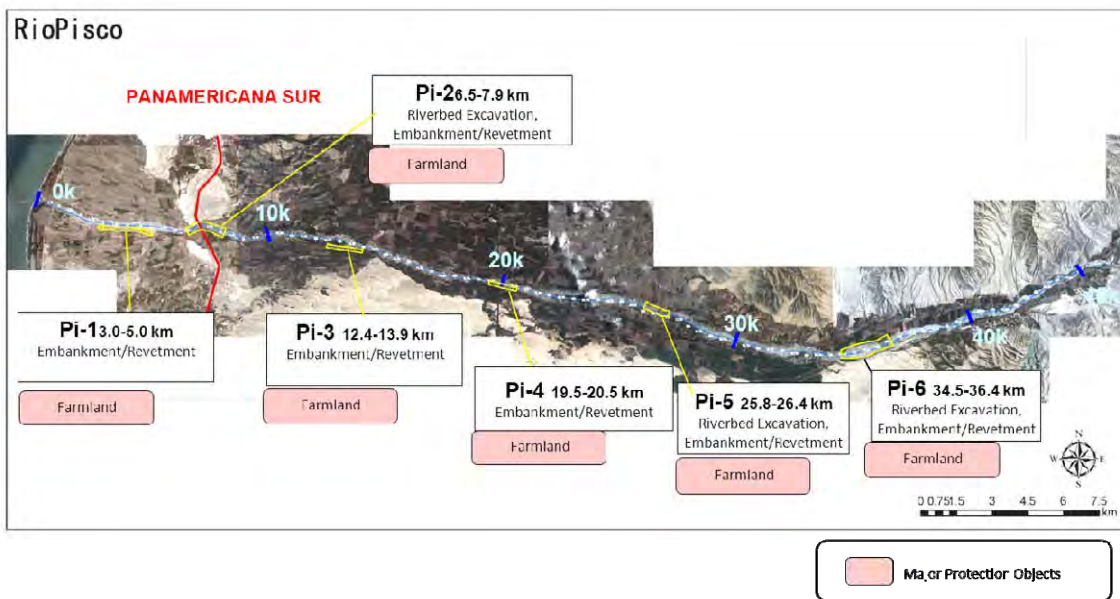 RioPisco
PANAMERICANA SUR
Pi-2 6.5-7.9 km
Riverbed Excavation,
Embankment/Revetment
Farmland
0k
10k
20k
30k
40k
Pi-1 3.0-5.0 km
Embankment/Revetment
Farmland
Pi-3 12.4-13.9 km
Embankment/Revetment
Farmland
Pi-4 19.5-20.5 km
Embankment/Revetment
Farmland
Pi-5 25.8-26.4 km
Riverbed Excavation,
Embankment/Revetment
Farmland
Pi-6 34.5-36.4 km
Riverbed Excavation,
Embankment/Revetment
Farmland
N
W E
S
0 0.75 1.5 3 4.5 6 7.5
km
Major Protection Objects